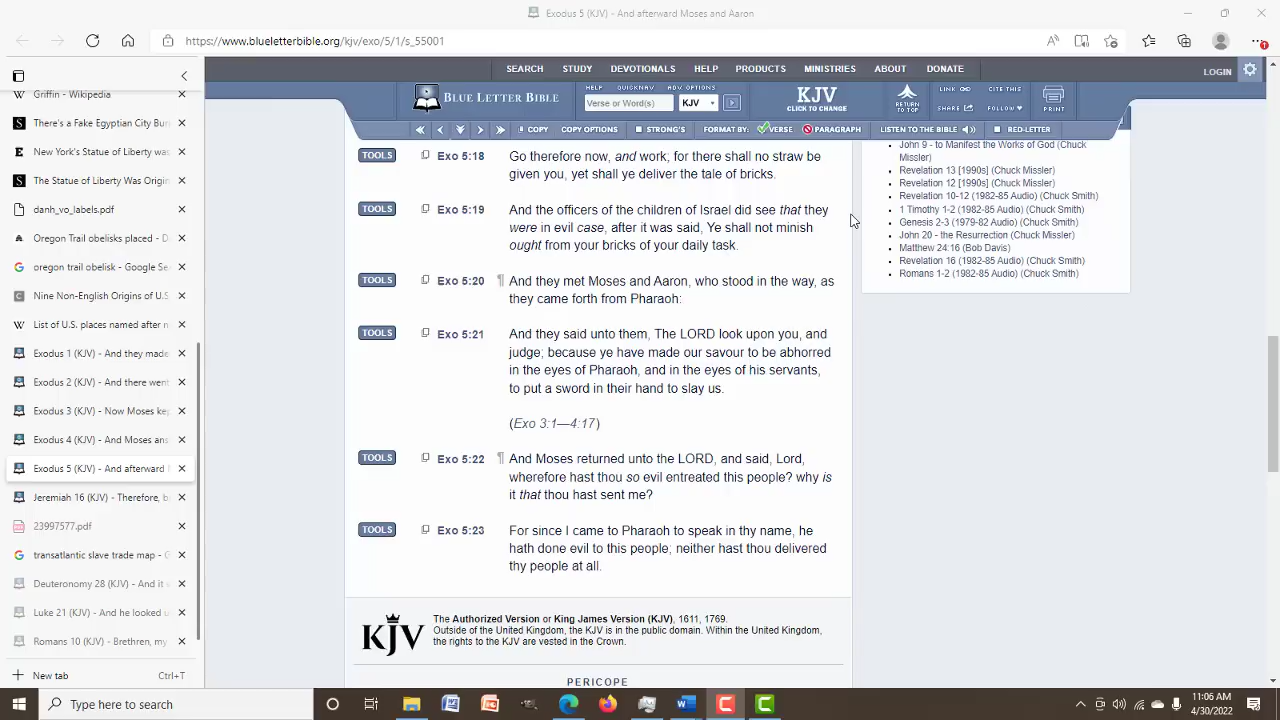 Exodus 5 (KJV) - And afterward Moses and Aaron
https://www.blueletterbible.org/kjv/exo/5/1/s_55001
Griffin - Wikipedia
There's a Fake Egyptian City Bur
New York's Statue of Liberty was
The Statue of Liberty Was Origin
danh_vo_labels.pdf
Oregon Trail obelisks placed - D
oregon trail obelisk - Google Se
Nine Non-English Origins of U.S
List of U.S. places named after n
Exodus 1 (KJV) - And they made
Exodus 2 (KJV) - And there went
Exodus 3 (KJV) - Now Moses kep
Exodus 4 (KJV) - And Moses ans
Exodus 5 (KJV) - And afterward
Jeremiah 16 (KJV) - Therefore, b
23997577.pdf
transatlantic slave trade map - G
Deuteronomy 28 (KJV) - And it
Luke 21 (KJV) - And he looked u
Romans 10 (KJV) - Brethren, my
New tab Ctrl+T
SEARCH STUDY DEVOTIONALS HELP PRODUCTS MINISTRIES ABOUT DONATE
LOGIN
BLUE LETTER BIBLE
HELP QUICKNAV ADV. OPTIONS
Verse or Word(s) KJV
KJV
CLICK TO CHANGE
RETURN TO TOP
LINK CITE THIS
SHARE FOLLOW
PRINT
COPY COPY OPTIONS STRONG'S FORMAT BY: VERSE PARAGRAPH LISTEN TO THE BIBLE RED-LETTER
TOOLS Exo 5:18 Go therefore now, and work; for there shall no straw be
given you, yet shall ye deliver the tale of bricks.
TOOLS Exo 5:19 And the officers of the children of Israel did see that they
were in evil case, after it was said, Ye shall not minish
ought from your bricks of your daily task.
TOOLS Exo 5:20 ¶ And they met Moses and Aaron, who stood in the way, as
they came forth from Pharaoh:
TOOLS Exo 5:21 And they said unto them, The LORD look upon you, and
judge; because ye have made our savour to be abhorred
in the eyes of Pharaoh, and in the eyes of his servants,
to put a sword in their hand to slay us.
(Exo 3:1—4:17)
TOOLS Exo 5:22 ¶ And Moses returned unto the LORD, and said, Lord,
wherefore hast thou so evil entreated this people? why is
it that thou hast sent me?
TOOLS Exo 5:23 For since I came to Pharaoh to speak in thy name, he
hath done evil to this people; neither hast thou delivered
thy people at all.
KJV
The Authorized Version or King James Version (KJV), 1611, 1769.
Outside of the United Kingdom, the KJV is in the public domain. Within the United Kingdom,
the rights to the KJV are vested in the Crown.
PERICOPE
John 9 - to Manifest the Works of God (Chuck
Missler)
Revelation 13 [1990s] (Chuck Missler)
Revelation 12 [1990s] (Chuck Missler)
Revelation 10-12 (1982-85 Audio) (Chuck Smith)
1 Timothy 1-2 (1982-85 Audio) (Chuck Smith)
Genesis 2-3 (1979-82 Audio) (Chuck Smith)
John 20 - the Resurrection (Chuck Missler)
Matthew 24:16 (Bob Davis)
Revelation 16 (1982-85 Audio) (Chuck Smith)
Romans 1-2 (1982-85 Audio) (Chuck Smith)
Type here to search
11:06 AM
4/30/2022